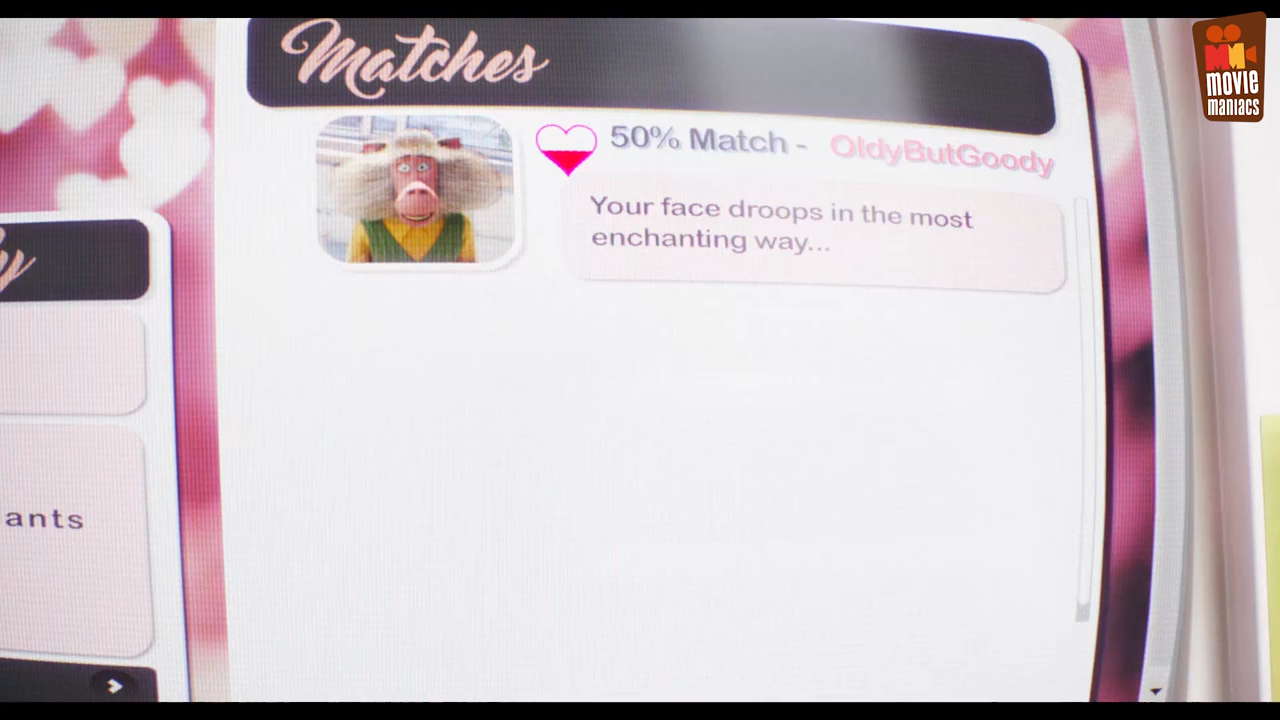 Matches
50% Match - OldyButGoody
Your face droops in the most
enchanting way...
y
ants
movie
maniacs